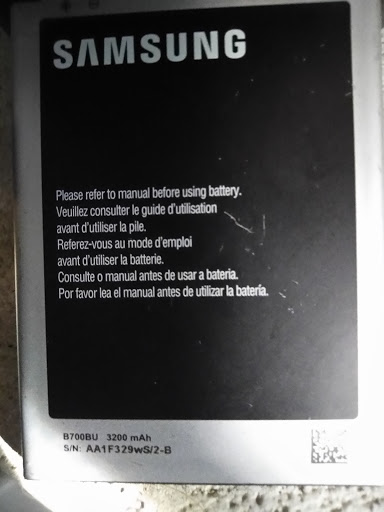 SAMSUNG
Please refer to manual before using battery.
Veuillez consulter le guide d'utilisation
avant d'utiliser la pile.
Referez-vous au mode d'emploi
avant d'utiliser la batterie.
Consulte o manual antes de usar a bateria.
Por favor lea el manual antes de utilizar la batería.
B700BU 3200 mAh
S/N: AA1F329wS/2-B